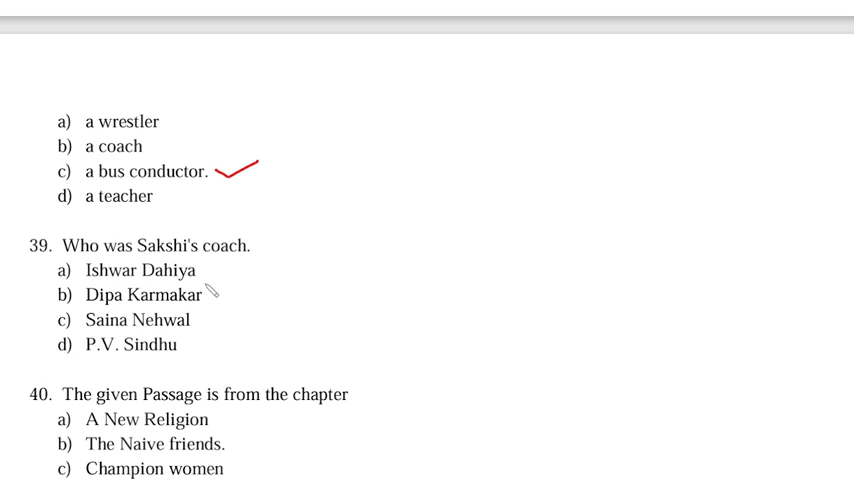 a) a wrestler
b) a coach
c) a bus conductor.
d) a teacher
39. Who was Sakshi's coach.
a) Ishwar Dahiya
b) Dipa Karmakar
c) Saina Nehwal
d) P.V. Sindhu
40. The given Passage is from the chapter
a) A New Religion
b) The Naive friends.
c) Champion women